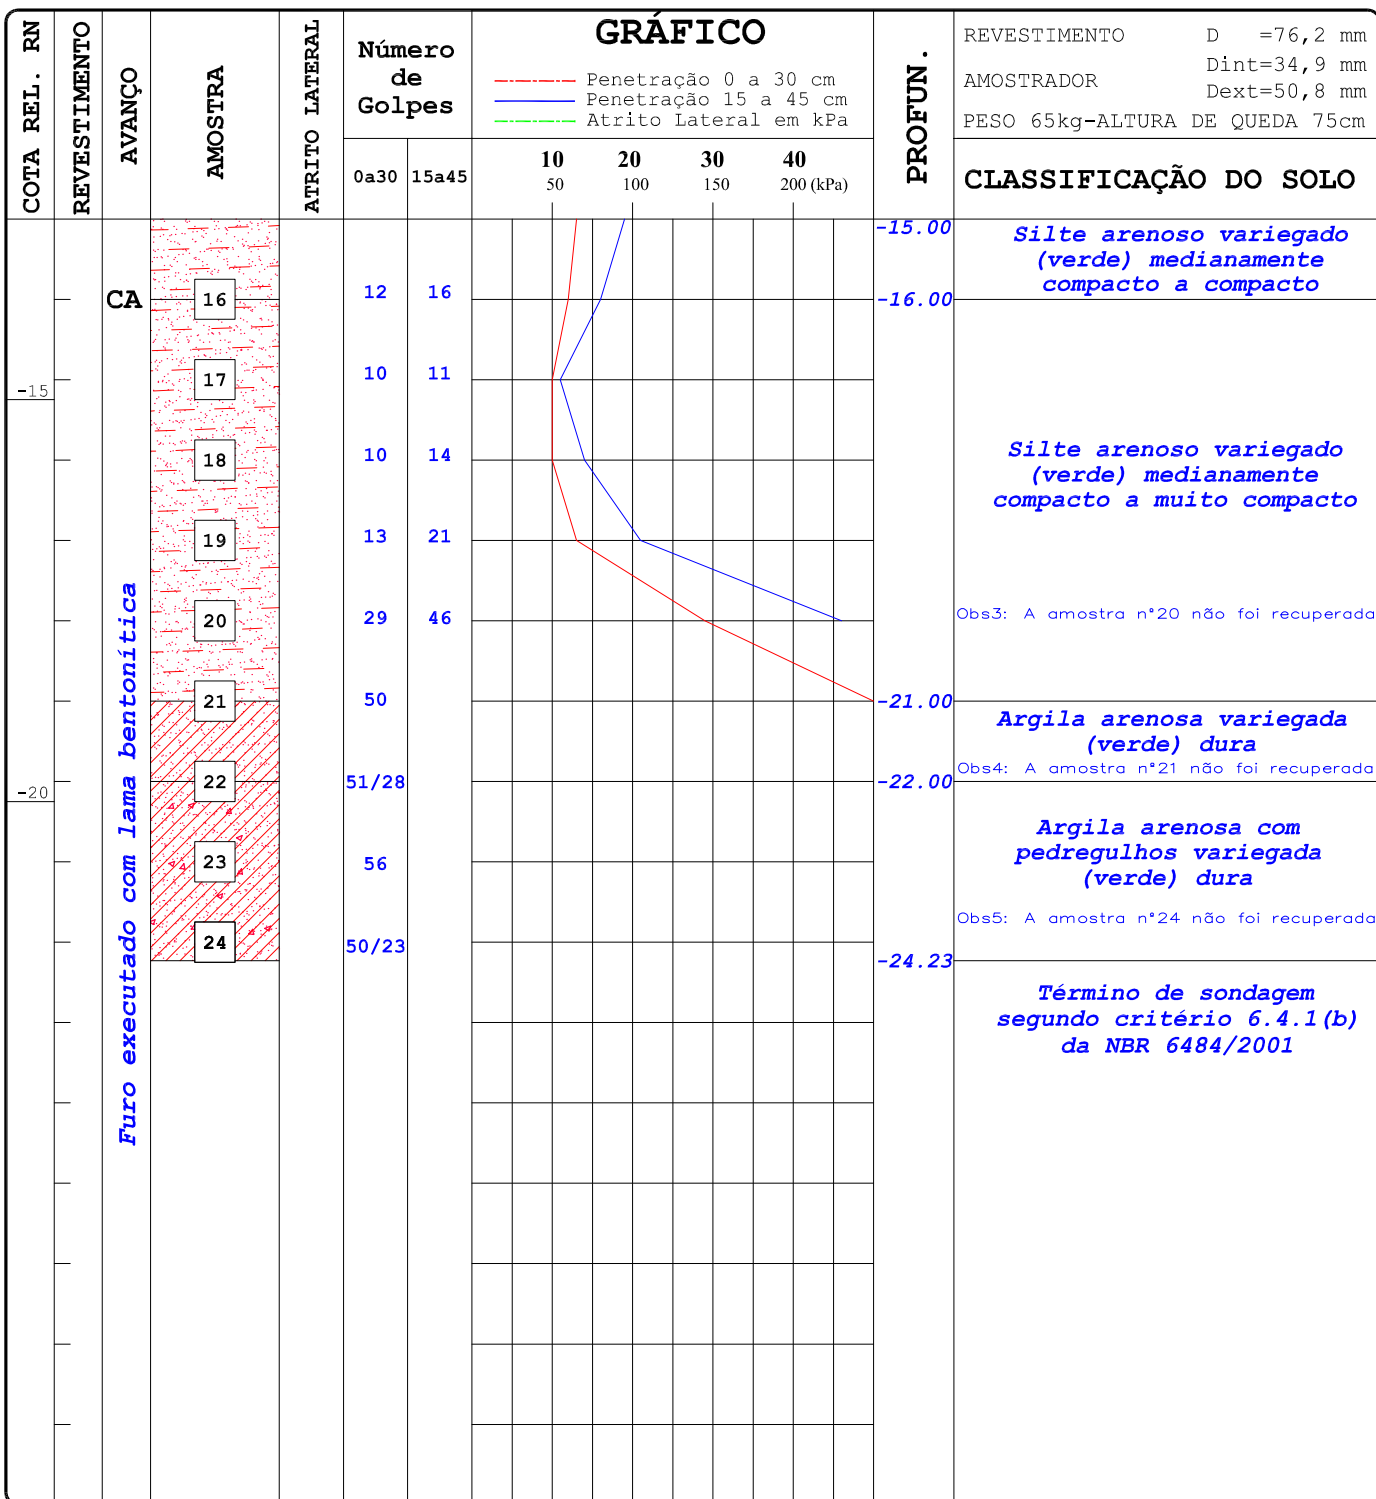 COTA REL. RN
REVESTIMENTO
AVANÇO
AMOSTRA
ATRITO LATERAL
Número
de
Golpes
0a30 15a45
GRÁFICO
Penetração 0 a 30 cm
Penetração 15 a 45 cm
Atrito Lateral em kPa
10 20 30 40
50 100 150 200 (kPa)
PROFUN.
REVESTIMENTO D =76,2 mm
Dint=34,9 mm
AMOSTRADOR
Dext=50,8 mm
PESO 65kg-ALTURA DE QUEDA 75cm
CLASSIFICAÇÃO DO SOLO
-15.00
Silte arenoso variegado
(verde) medianamente
compacto a compacto
CA 16 12 16 -16.00
17 10 11
-15
18 10 14
Silte arenoso variegado
(verde) medianamente
compacto a muito compacto
19 13 21
20 29 46
Obs3: A amostra n°20 não foi recuperada
21 50 -21.00
Argila arenosa variegada
(verde) dura
Obs4: A amostra n°21 não foi recuperada
22 51/28 -22.00
-20
Argila arenosa com
pedregulhos variegada
(verde) dura
23 56
Obs5: A amostra n°24 não foi recuperada
24 50/23
-24.23
Término de sondagem
segundo critério 6.4.1(b)
da NBR 6484/2001
Furo executado com lama bentonítica